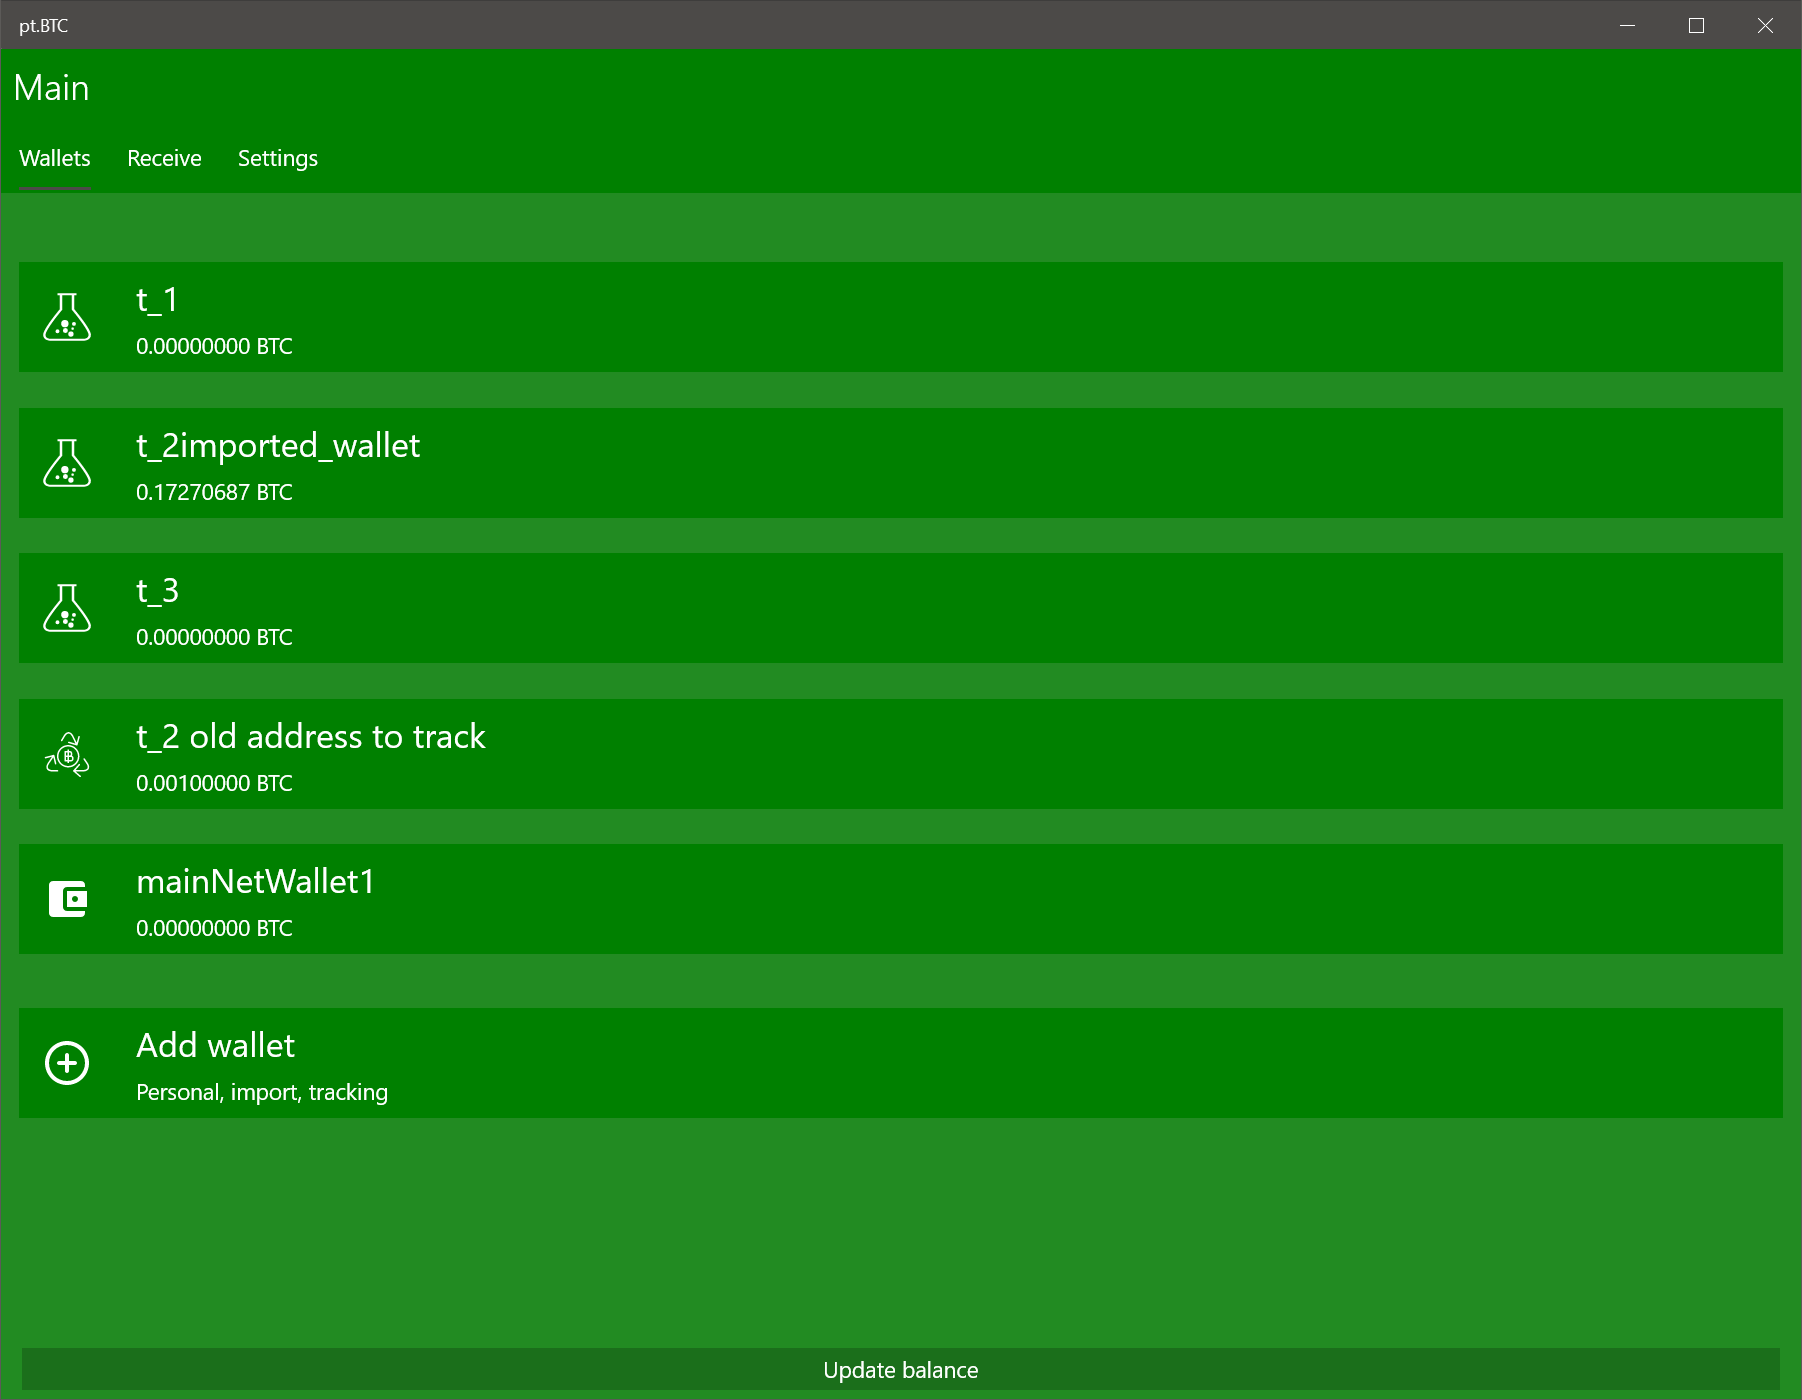 pt.BTC
Main
Wallets Receive Settings
t_1
0.00000000 BTC
t_2imported_wallet
0.17270687 BTC
t_3
0.00000000 BTC
t_2 old address to track
0.00100000 BTC
mainNetWallet1
0.00000000 BTC
Add wallet
Personal, import, tracking
Update balance